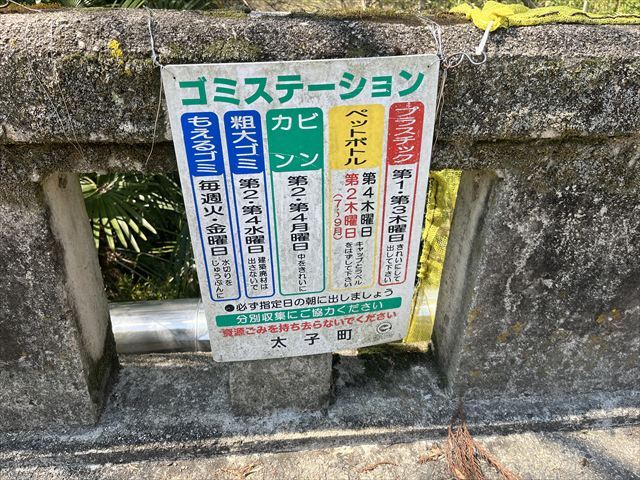 ゴミステーション
もえるゴミ
毎週火・金曜日
水切りを
じゅうぶんに
粗大ゴミ
第2・第4水曜日
建築廃材は
出さないで
カン
ビン
第2・第4月曜日
中をきれいに
ペットボトル
第4木曜日
第2木曜日
(7〜9月)
キャップとラベル
をはずして下さい
プラスチック
第1・第3木曜日
きれいにして
出して下さい
●必ず指定日の朝に出しましょう
分別収集にご協力ください
資源ごみを持ち去らないでください
太子町